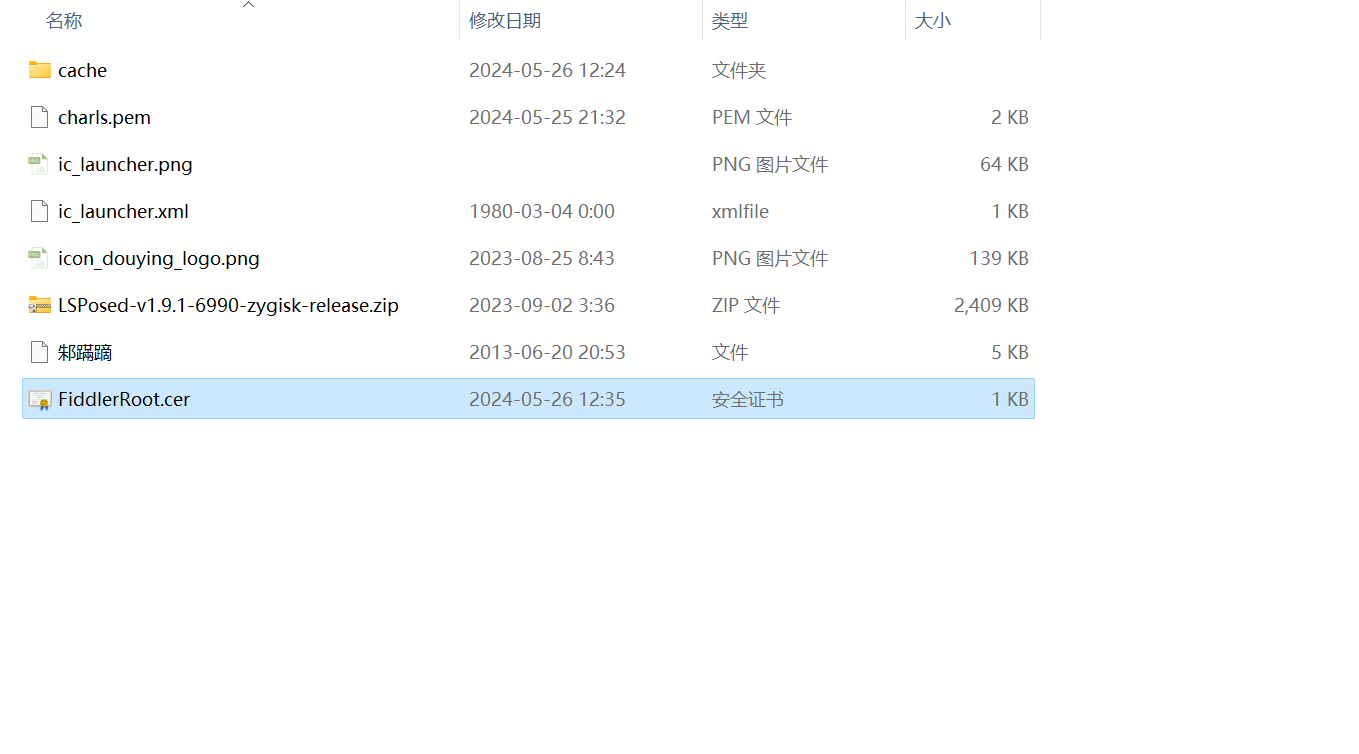 名称 修改日期 类型 大小
cache 2024-05-26 12:24 文件夹
charls.pem 2024-05-25 21:32 PEM 文件 2 KB
ic_launcher.png PNG 图片文件 64 KB
ic_launcher.xml 1980-03-04 0:00 xmlfile 1 KB
icon_douying_logo.png 2023-08-25 8:43 PNG 图片文件 139 KB
LSPosed-v1.9.1-6990-zygisk-release.zip 2023-09-02 3:36 ZIP 文件 2,409 KB
2013-06-20 20:53 文件 5 KB
FiddlerRoot.cer 2024-05-26 12:35 安全证书 1 KB